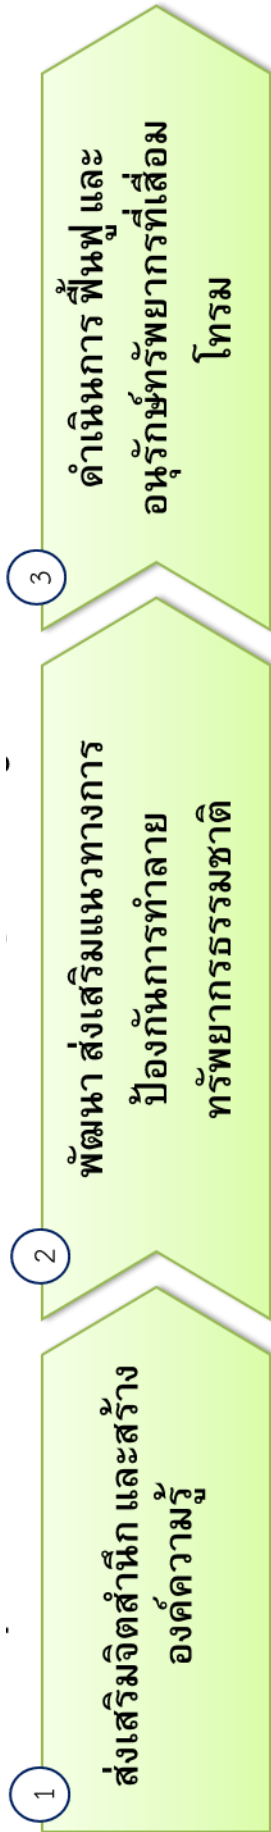 1
ส่งเสริมจิตสำนึก และสร้าง
องค์ความรู้
2
พัฒนา ส่งเสริมแนวทางการ
ป้องกันการทำลาย
ทรัพยากรธรรมชาติ
3
ดำเนินการ ฟื้นฟู และ
อนุรักษ์ทรัพยากรที่เสื่อม
โทรม